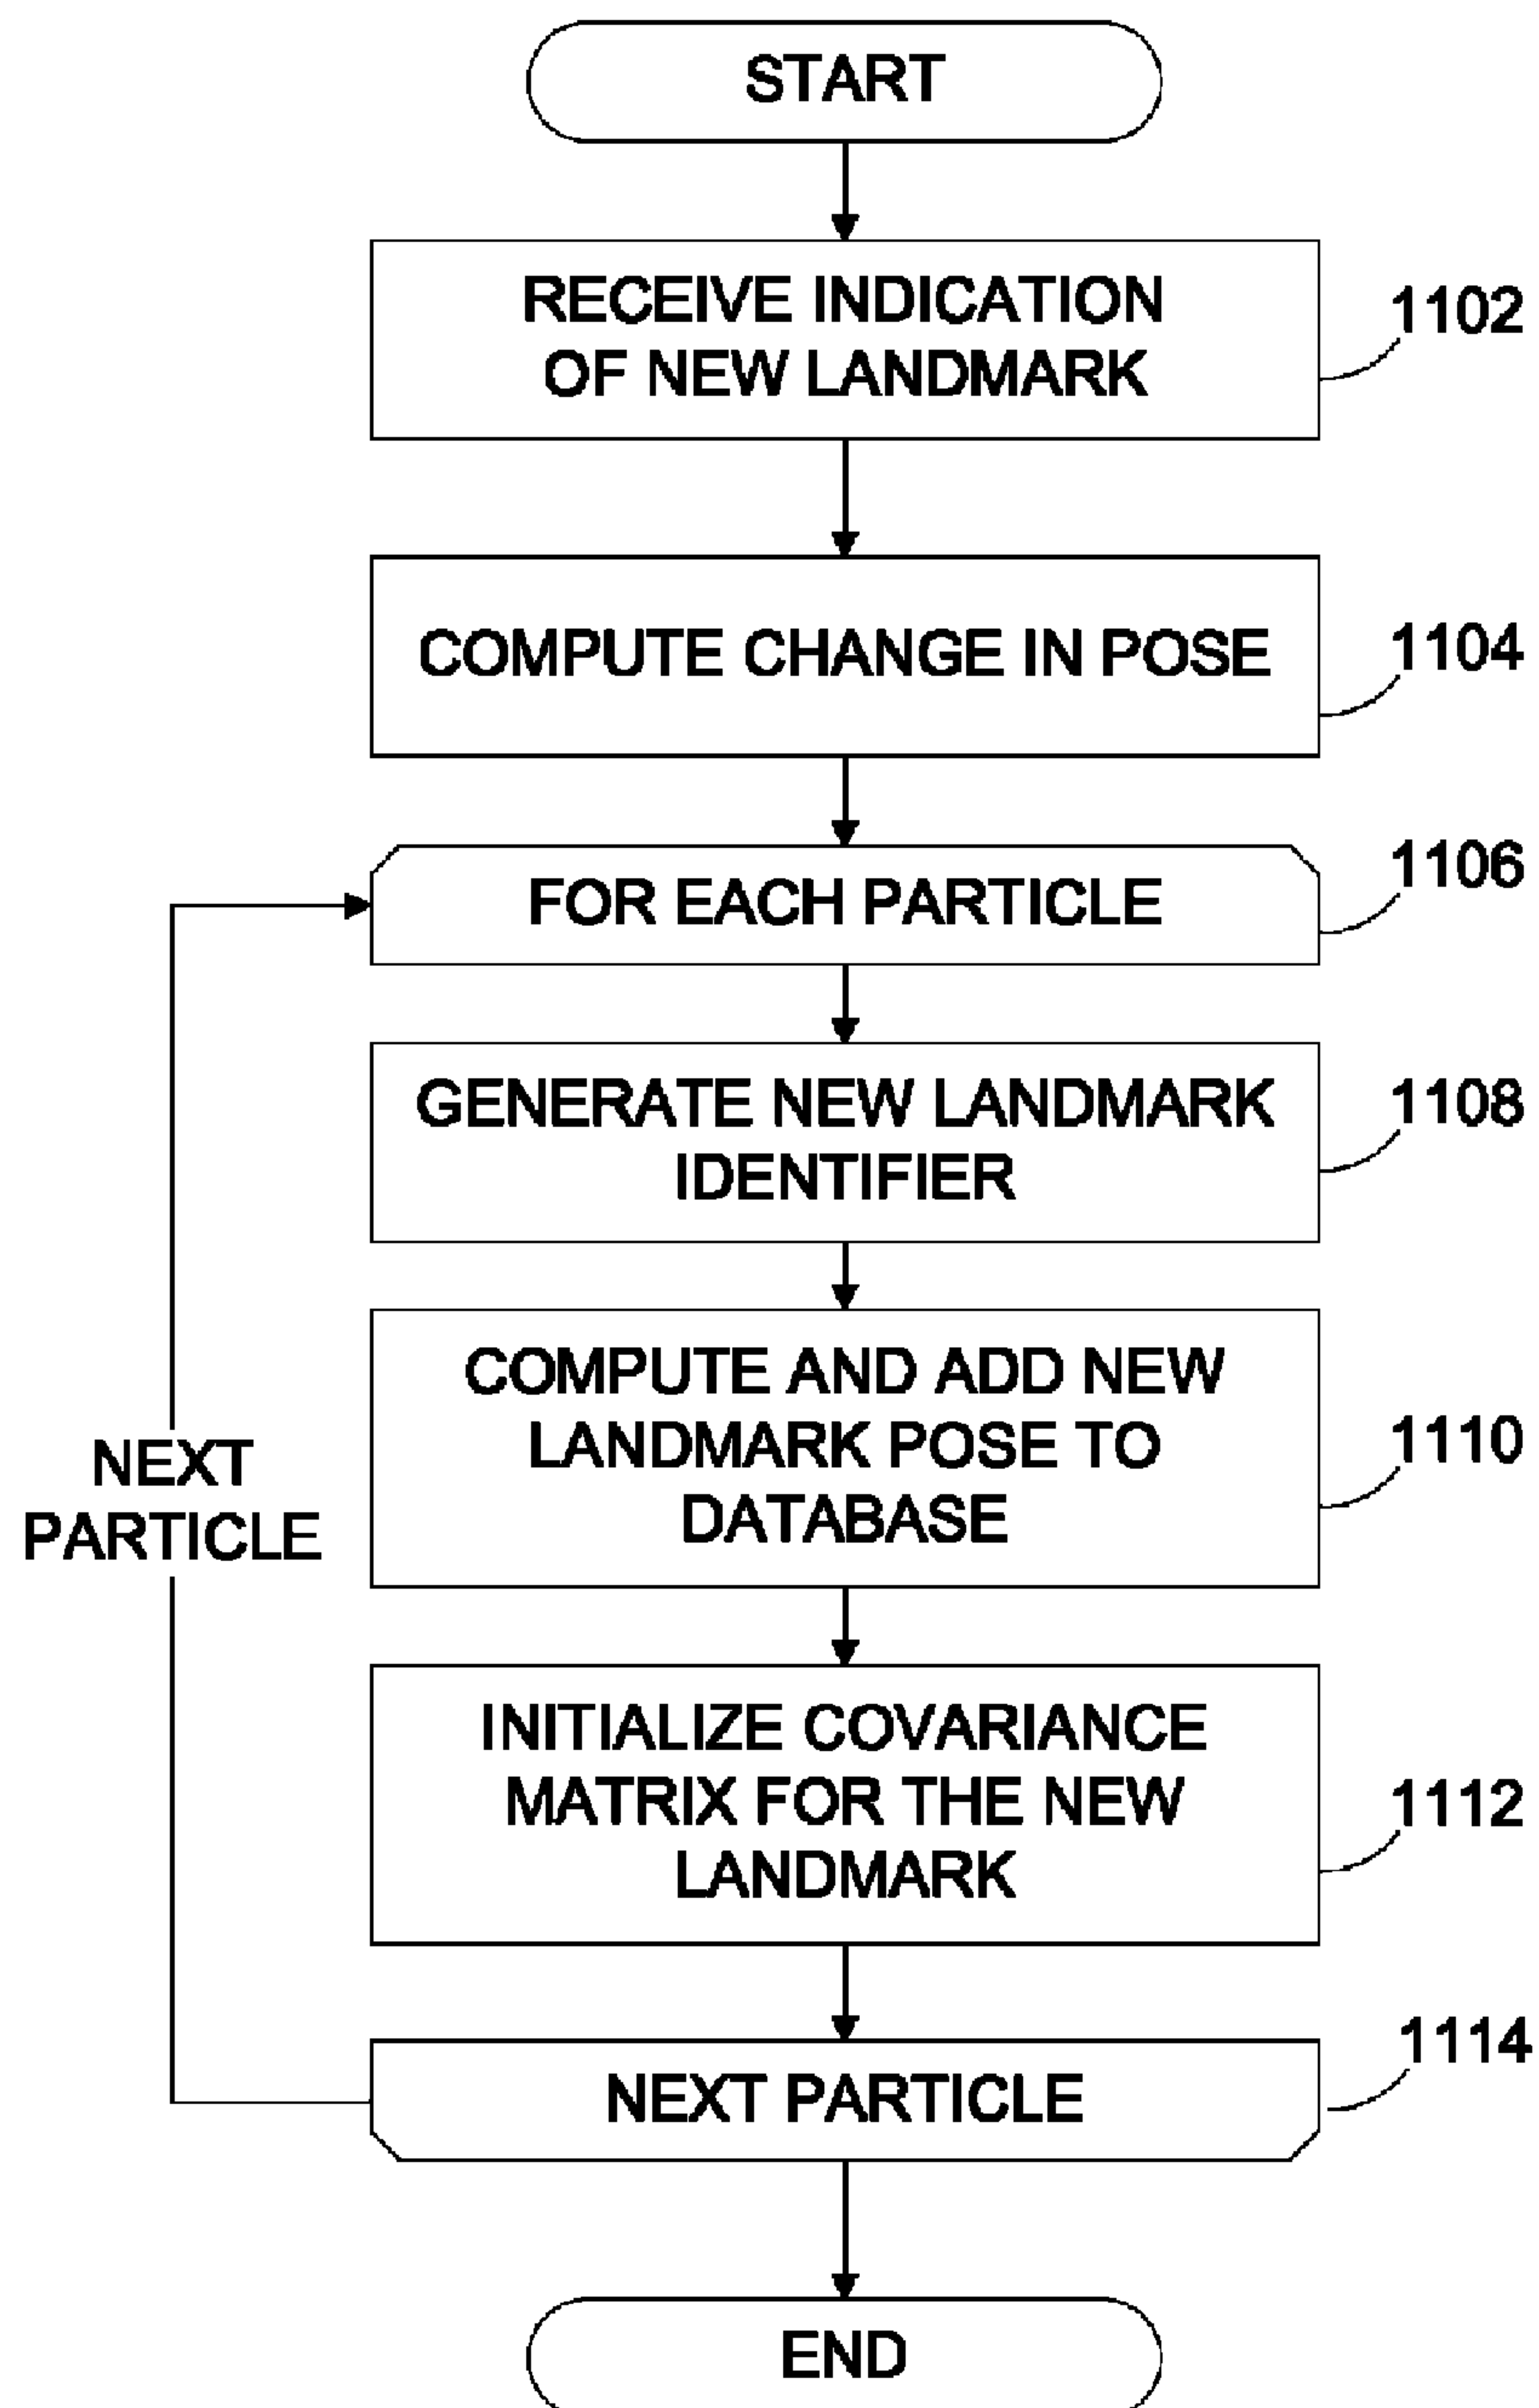 START
RECEIVE INDICATION
OF NEW LANDMARK
1102
COMPUTE CHANGE IN POSE
1104
FOR EACH PARTICLE
1106
GENERATE NEW LANDMARK
IDENTIFIER
1108
COMPUTE AND ADD NEW
LANDMARK POSE TO
DATABASE
1110
NEXT
PARTICLE
INITIALIZE COVARIANCE
MATRIX FOR THE NEW
LANDMARK
1112
NEXT PARTICLE
1114
END